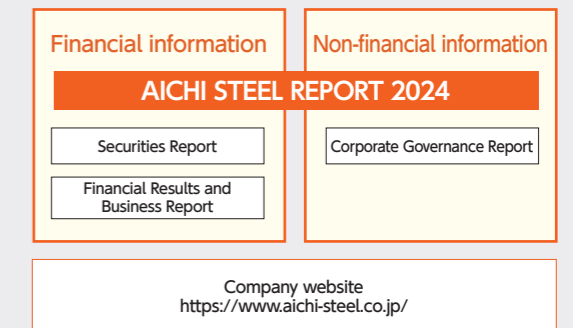 Financial information
Non-financial information
AICHI STEEL REPORT 2024
Securities Report
Corporate Governance Report
Financial Results and
Business Report
Company website
https://www.aichi-steel.co.jp/